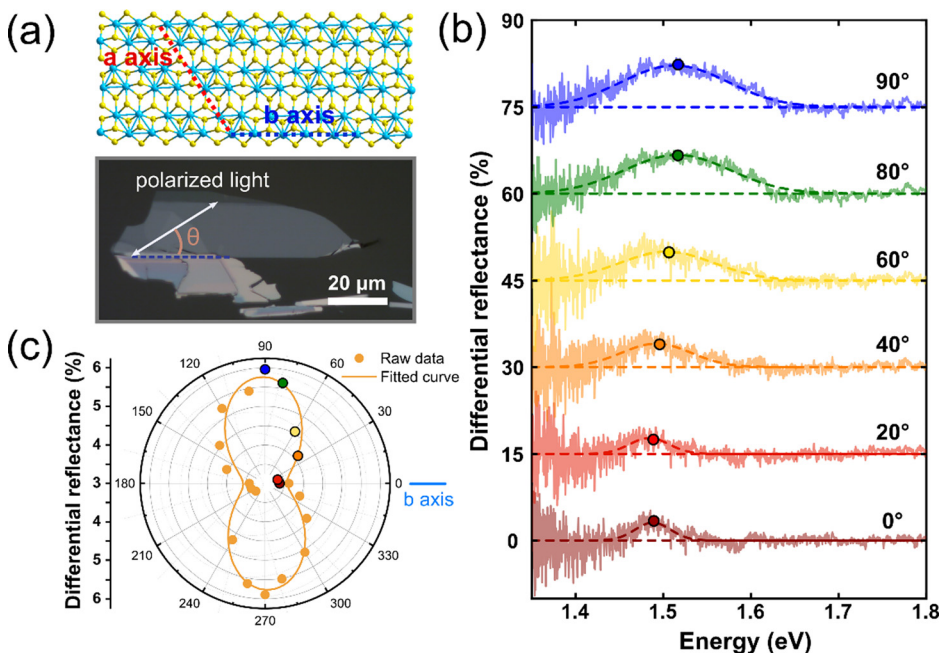 (a)
a axis
b axis
polarized light
θ
20 µm
(b)
Differential reflectance (%)
90
75
60
45
30
15
0
90°
80°
60°
40°
20°
0°
1.4 1.5 1.6 1.7 1.8
Energy (eV)
(c)
Differential reflectance (%)
6
5
4
3
4
5
6
Raw data
Fitted curve
90
60
30
0
330
300
270
240
210
180
150
120
b axis